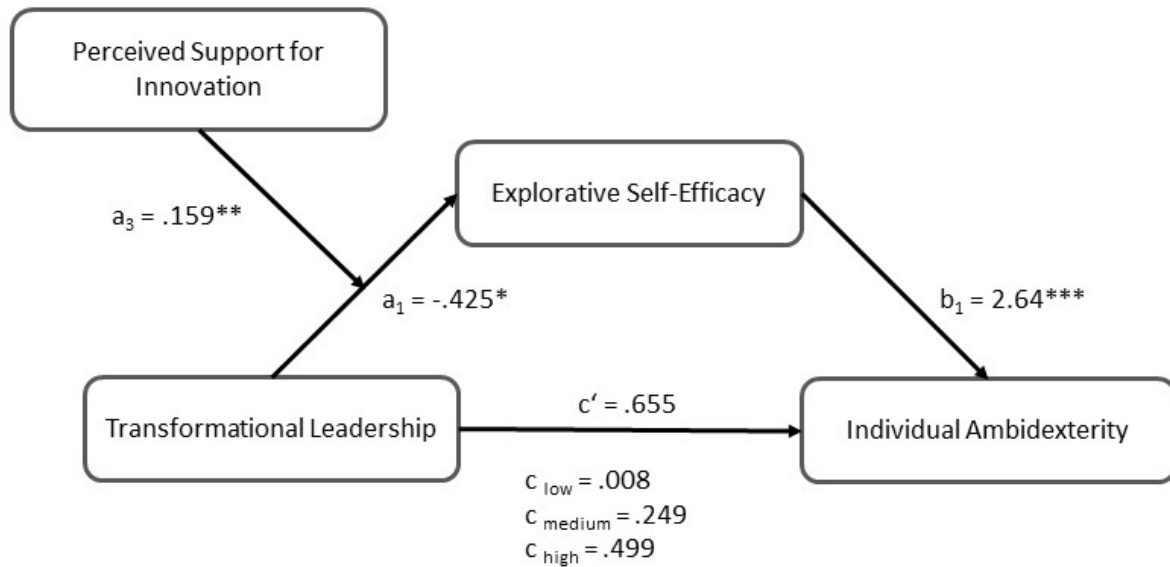 Perceived Support for
Innovation
Explorative Self-Efficacy
a₃ = .159**
a₁ = -.425*
b₁ = 2.64***
Transformational Leadership
c‘ = .655
Individual Ambidexterity
c low = .008
c medium = .249
c high = .499